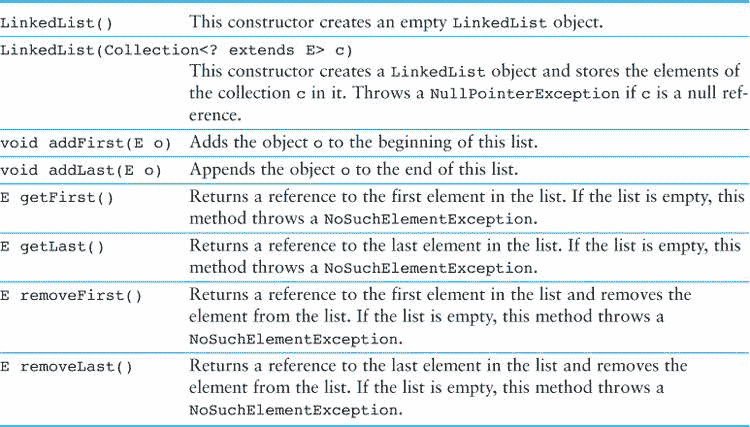 LinkedList() This constructor creates an empty LinkedList object.
LinkedList(Collection<? extends E> c)
This constructor creates a LinkedList object and stores the elements of
the collection c in it. Throws a NullPointerException if c is a null ref-
erence.
void addFirst(E o) Adds the object o to the beginning of this list.
void addLast(E o) Appends the object o to the end of this list.
E getFirst() Returns a reference to the first element in the list. If the list is empty, this
method throws a NoSuchElementException.
E getLast() Returns a reference to the last element in the list. If the list is empty, this
method throws a NoSuchElementException.
E removeFirst() Returns a reference to the first element in the list and removes the
element from the list. If the list is empty, this method throws a
NoSuchElementException.
E removeLast() Returns a reference to the last element in the list and removes the
element from the list. If the list is empty, this method throws a
NoSuchElementException.